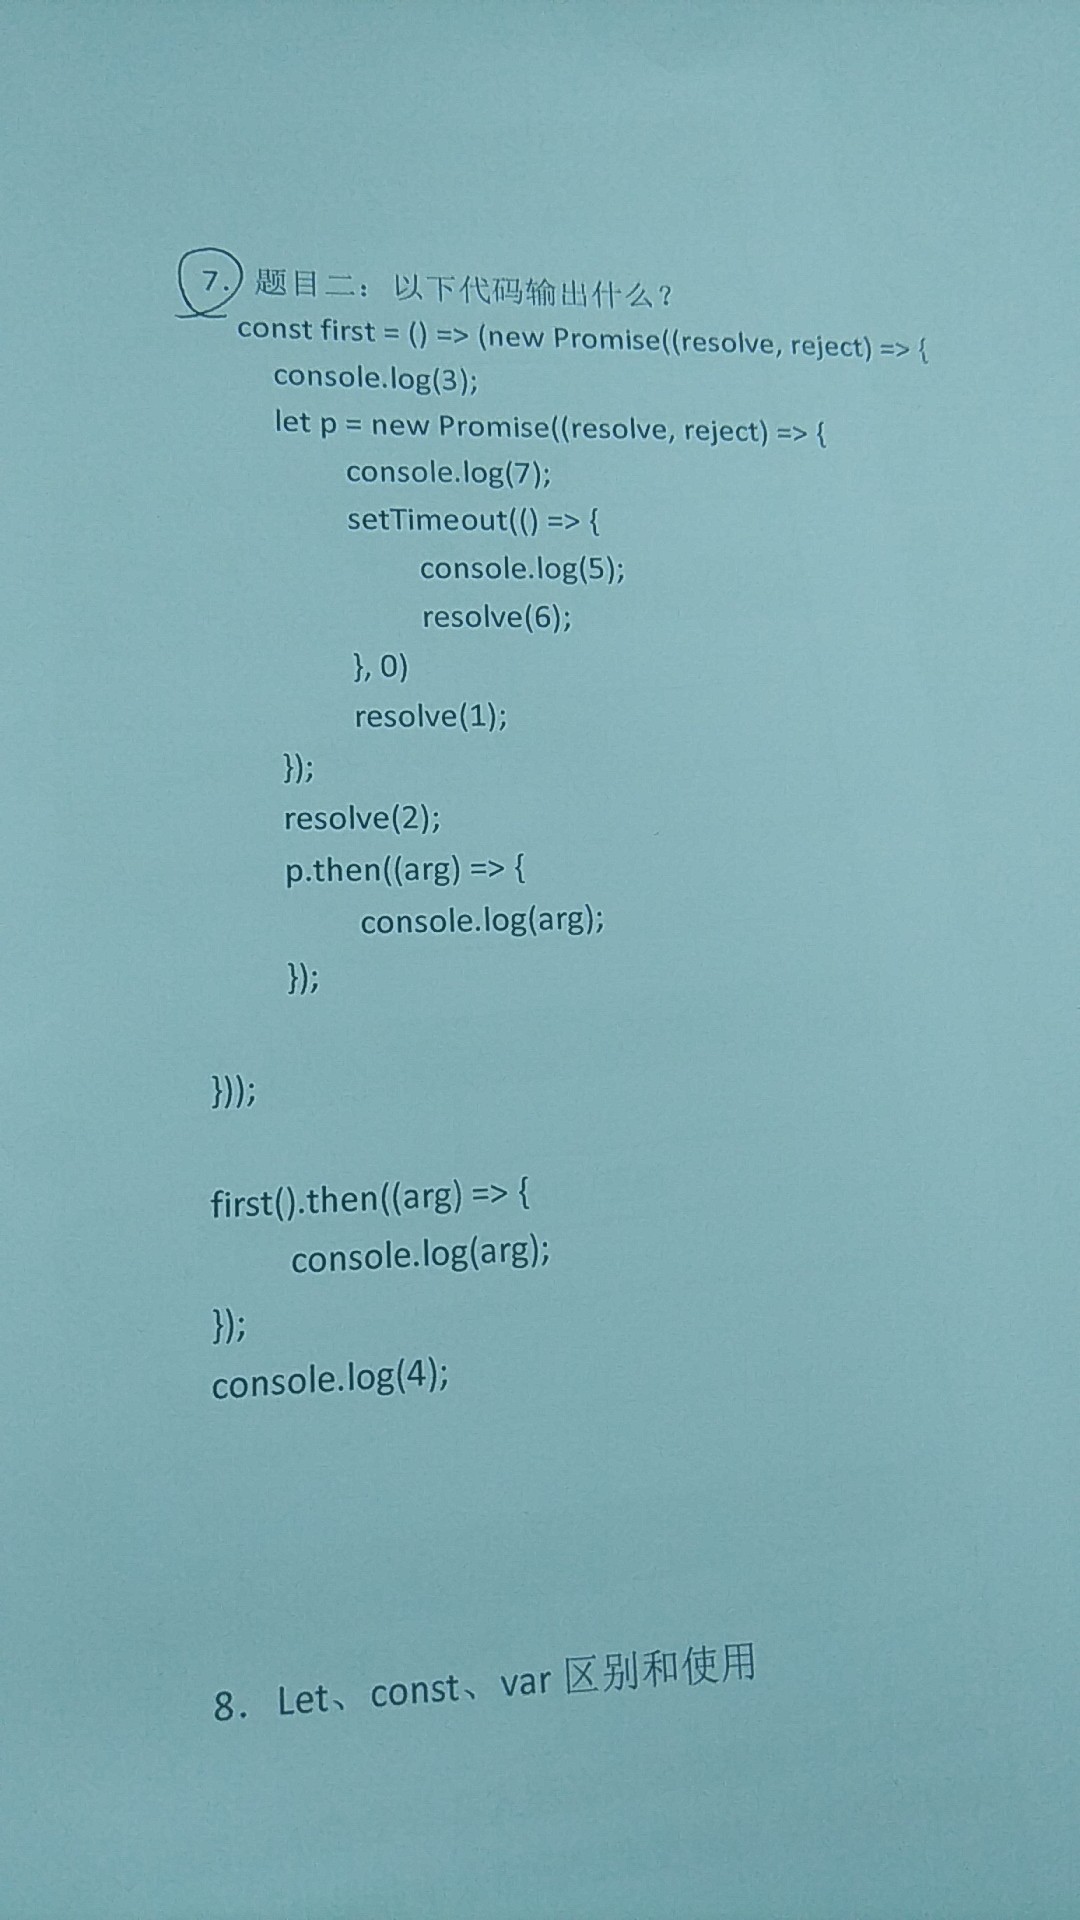 7. 题目二：以下代码输出什么？
const first = () => (new Promise((resolve, reject) => {
console.log(3);
let p = new Promise((resolve, reject) => {
console.log(7);
setTimeout(() => {
console.log(5);
resolve(6);
}, 0)
resolve(1);
});
resolve(2);
p.then((arg) => {
console.log(arg);
});
}));
first().then((arg) => {
console.log(arg);
});
console.log(4);
8. Let、const、var 区别和使用